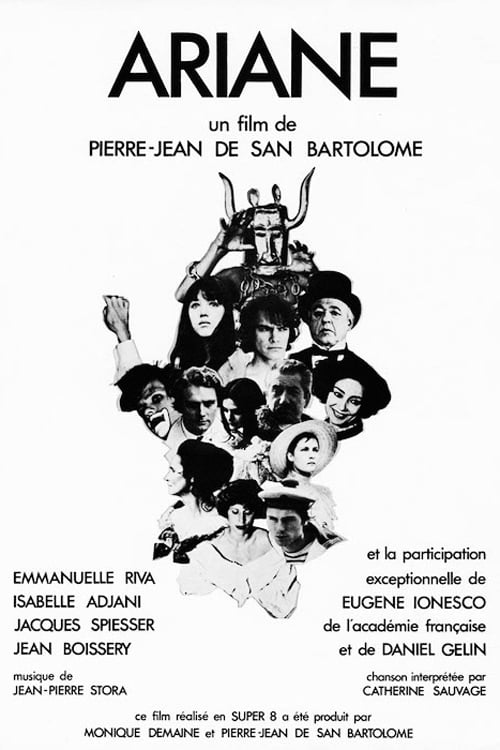 ARIANE
un film de
PIERRE-JEAN DE SAN BARTOLOME
EMMANUELLE RIVA
ISABELLE ADJANI
JACQUES SPIESSER
JEAN BOISSERY
musique de
JEAN-PIERRE STORA
et la participation
exceptionnelle de
EUGENE IONESCO
de l'académie française
et de DANIEL GELIN
chanson interprétée par
CATHERINE SAUVAGE
ce film réalisé en SUPER 8 a été produit par
MONIQUE DEMAINE et PIERRE-JEAN DE SAN BARTOLOME